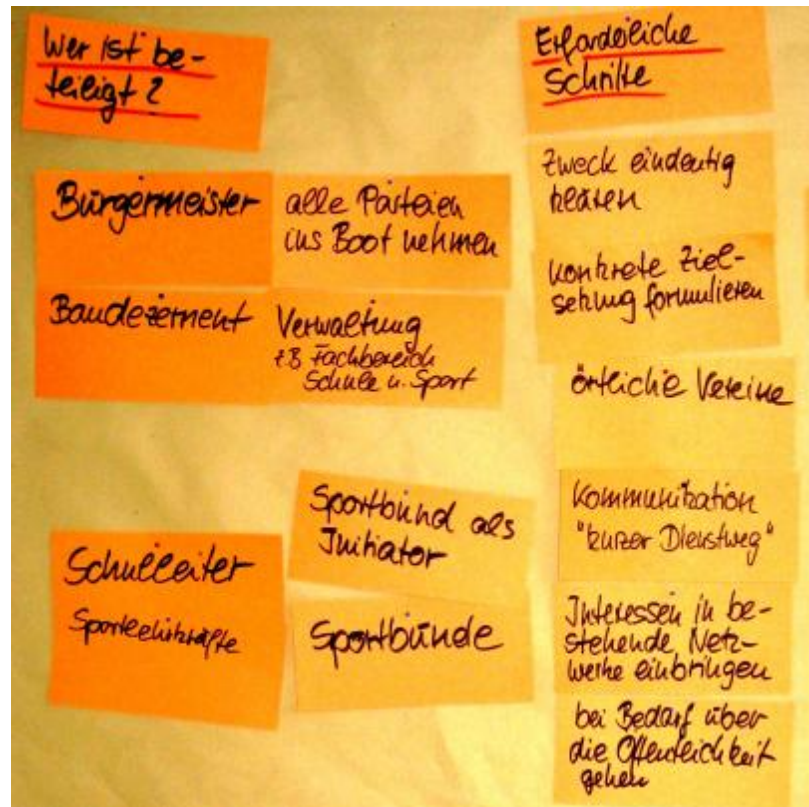 Wer ist be-
teiligt?
Bürgermeister
alle Parteien
ins Boot nehmen
Baudezernent
Verwaltung
z.B Fachbereich
Schule u. Sport
Sportbund als
Initiator
Schulleiter
Sportlehrkräfte
Sportbünde
Erforderliche
Schritte
Zweck eindeutig
klären
konkrete Ziel-
setzung formulieren
örtliche Vereine
Kommunikation
"kurzer Dienstweg"
Interessen in be-
stehende Netz-
werke einbringen
bei Bedarf über
die Öffentlichkeit
gehen